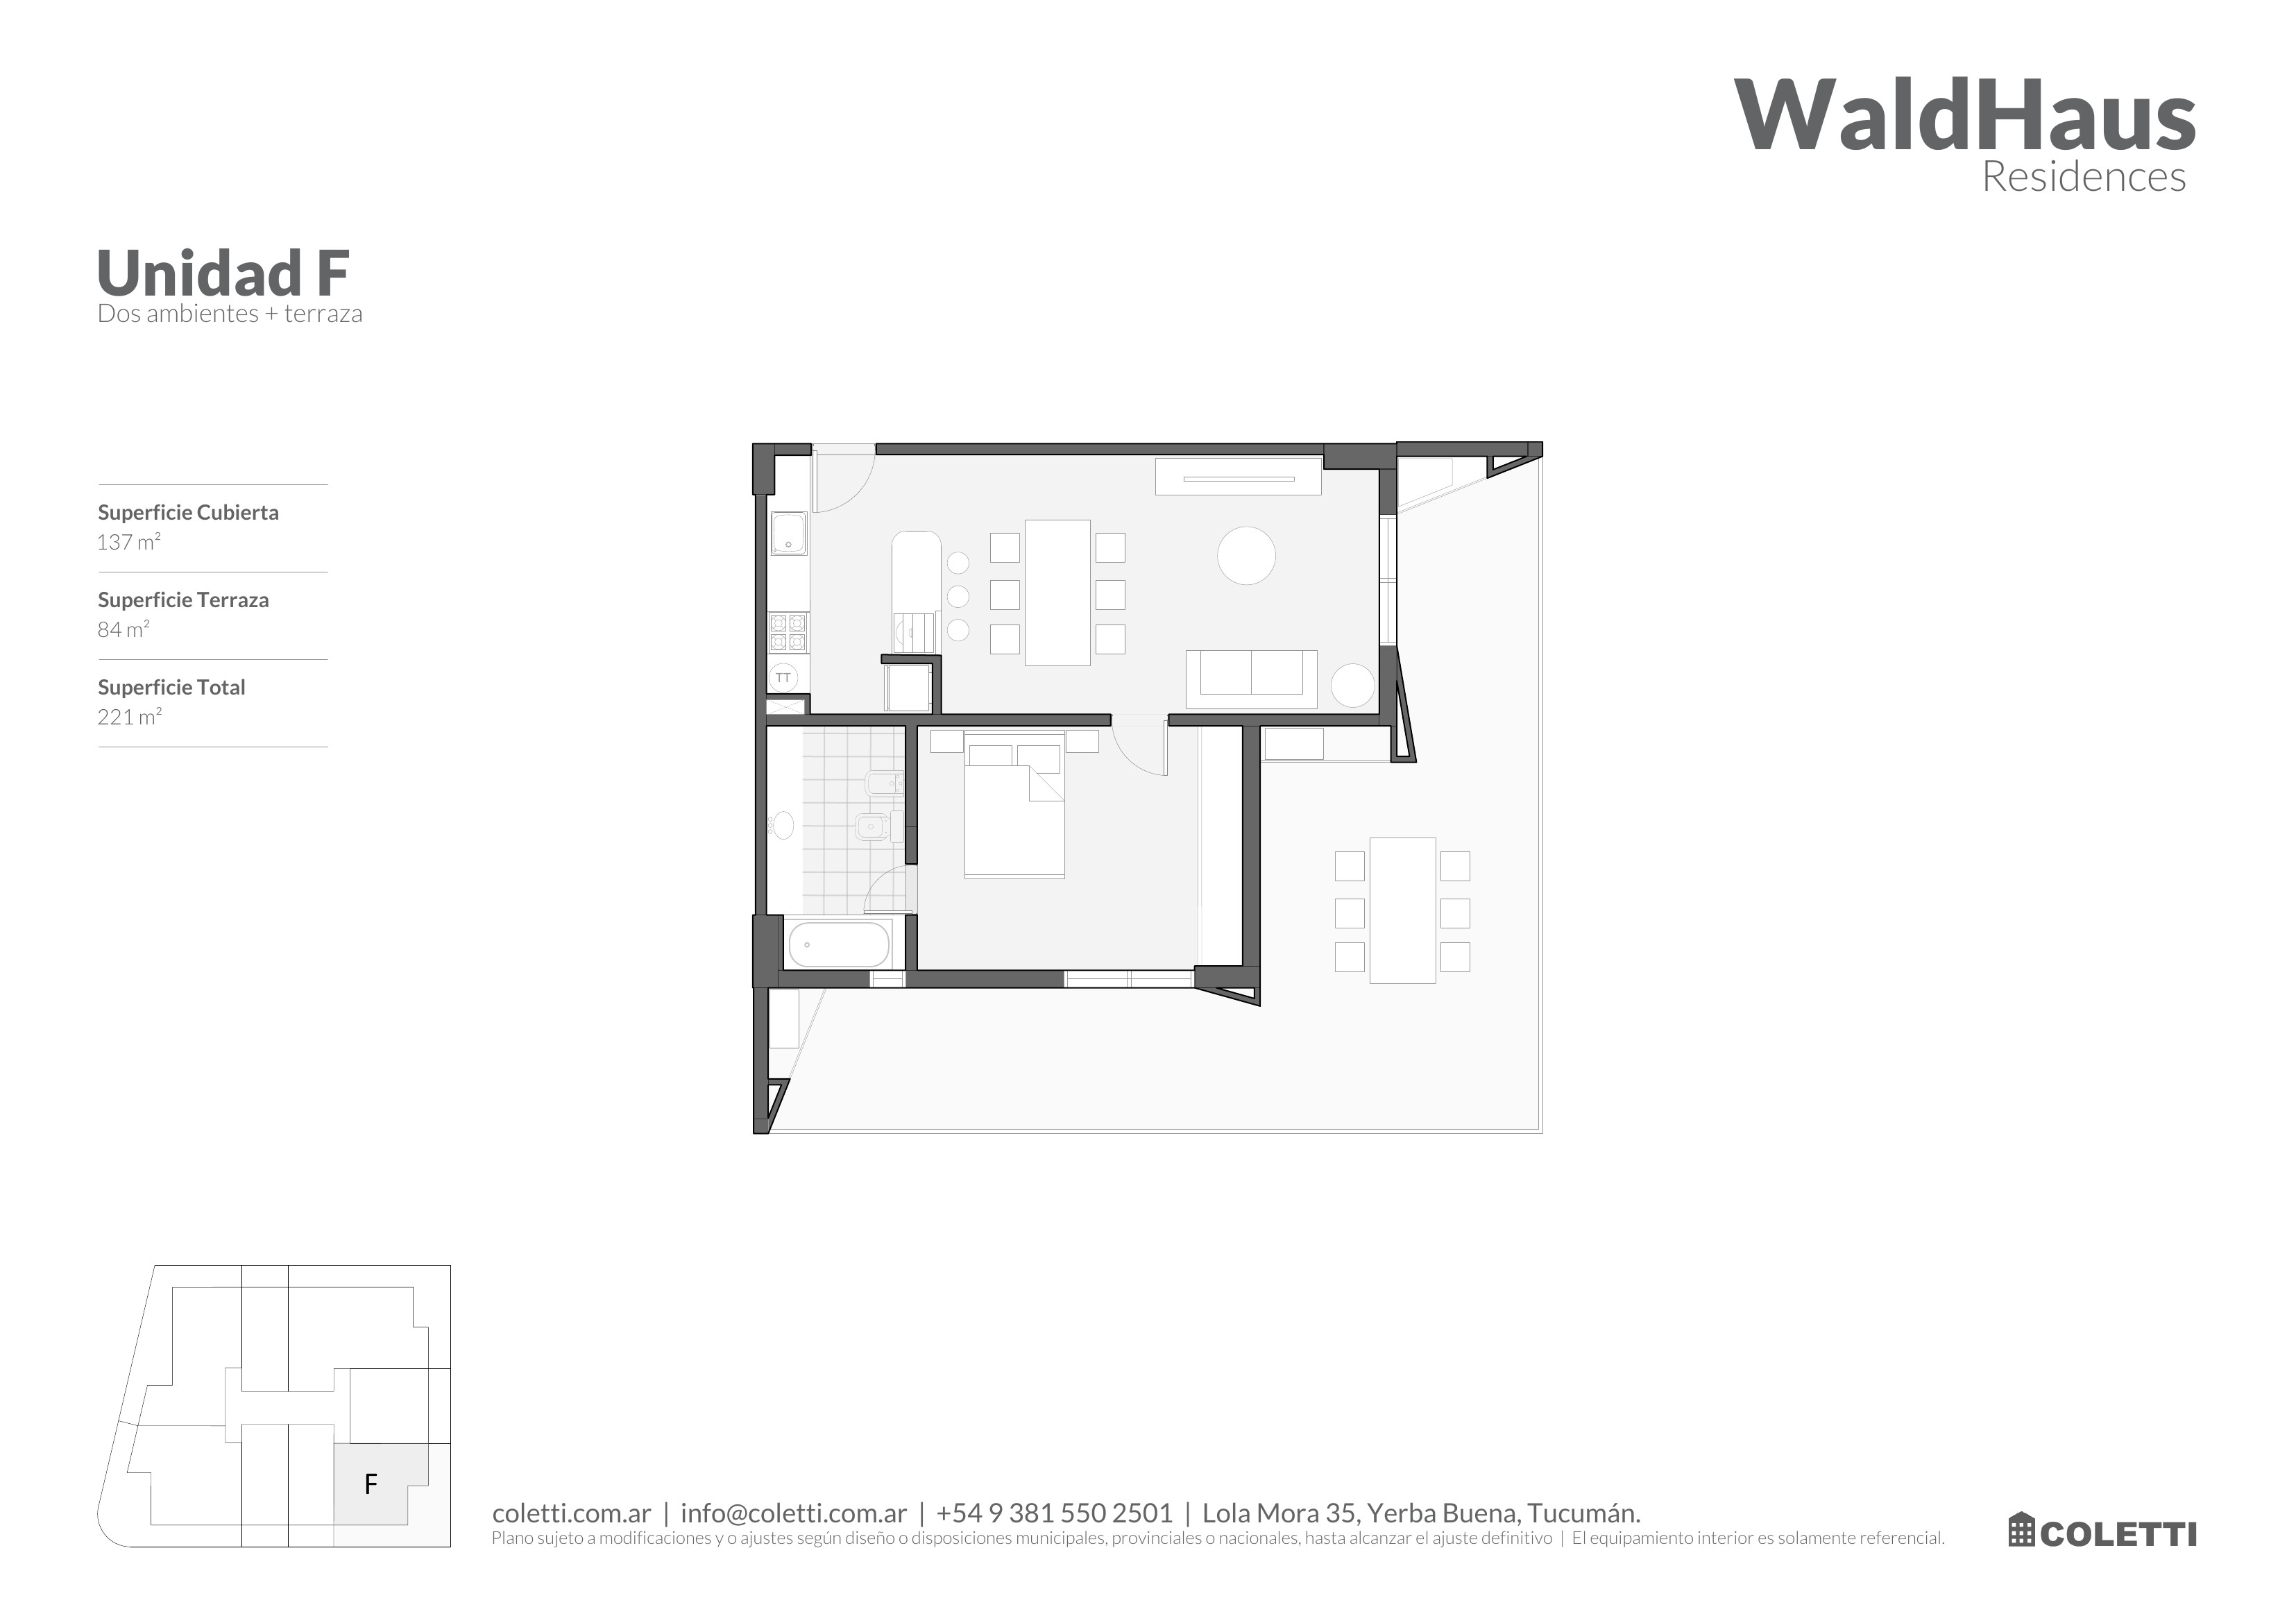 WaldHaus
Residences
Unidad F
Dos ambientes + terraza
Superficie Cubierta
137 m²
Superficie Terraza
84 m²
Superficie Total
221 m²
TT
F
coletti.com.ar | info@coletti.com.ar | +54 9 381 550 2501 | Lola Mora 35, Yerba Buena, Tucumán.
Plano sujeto a modificaciones y o ajustes según diseño o disposiciones municipales, provinciales o nacionales, hasta alcanzar el ajuste definitivo | El equipamiento interior es solamente referencial.
COLETTI